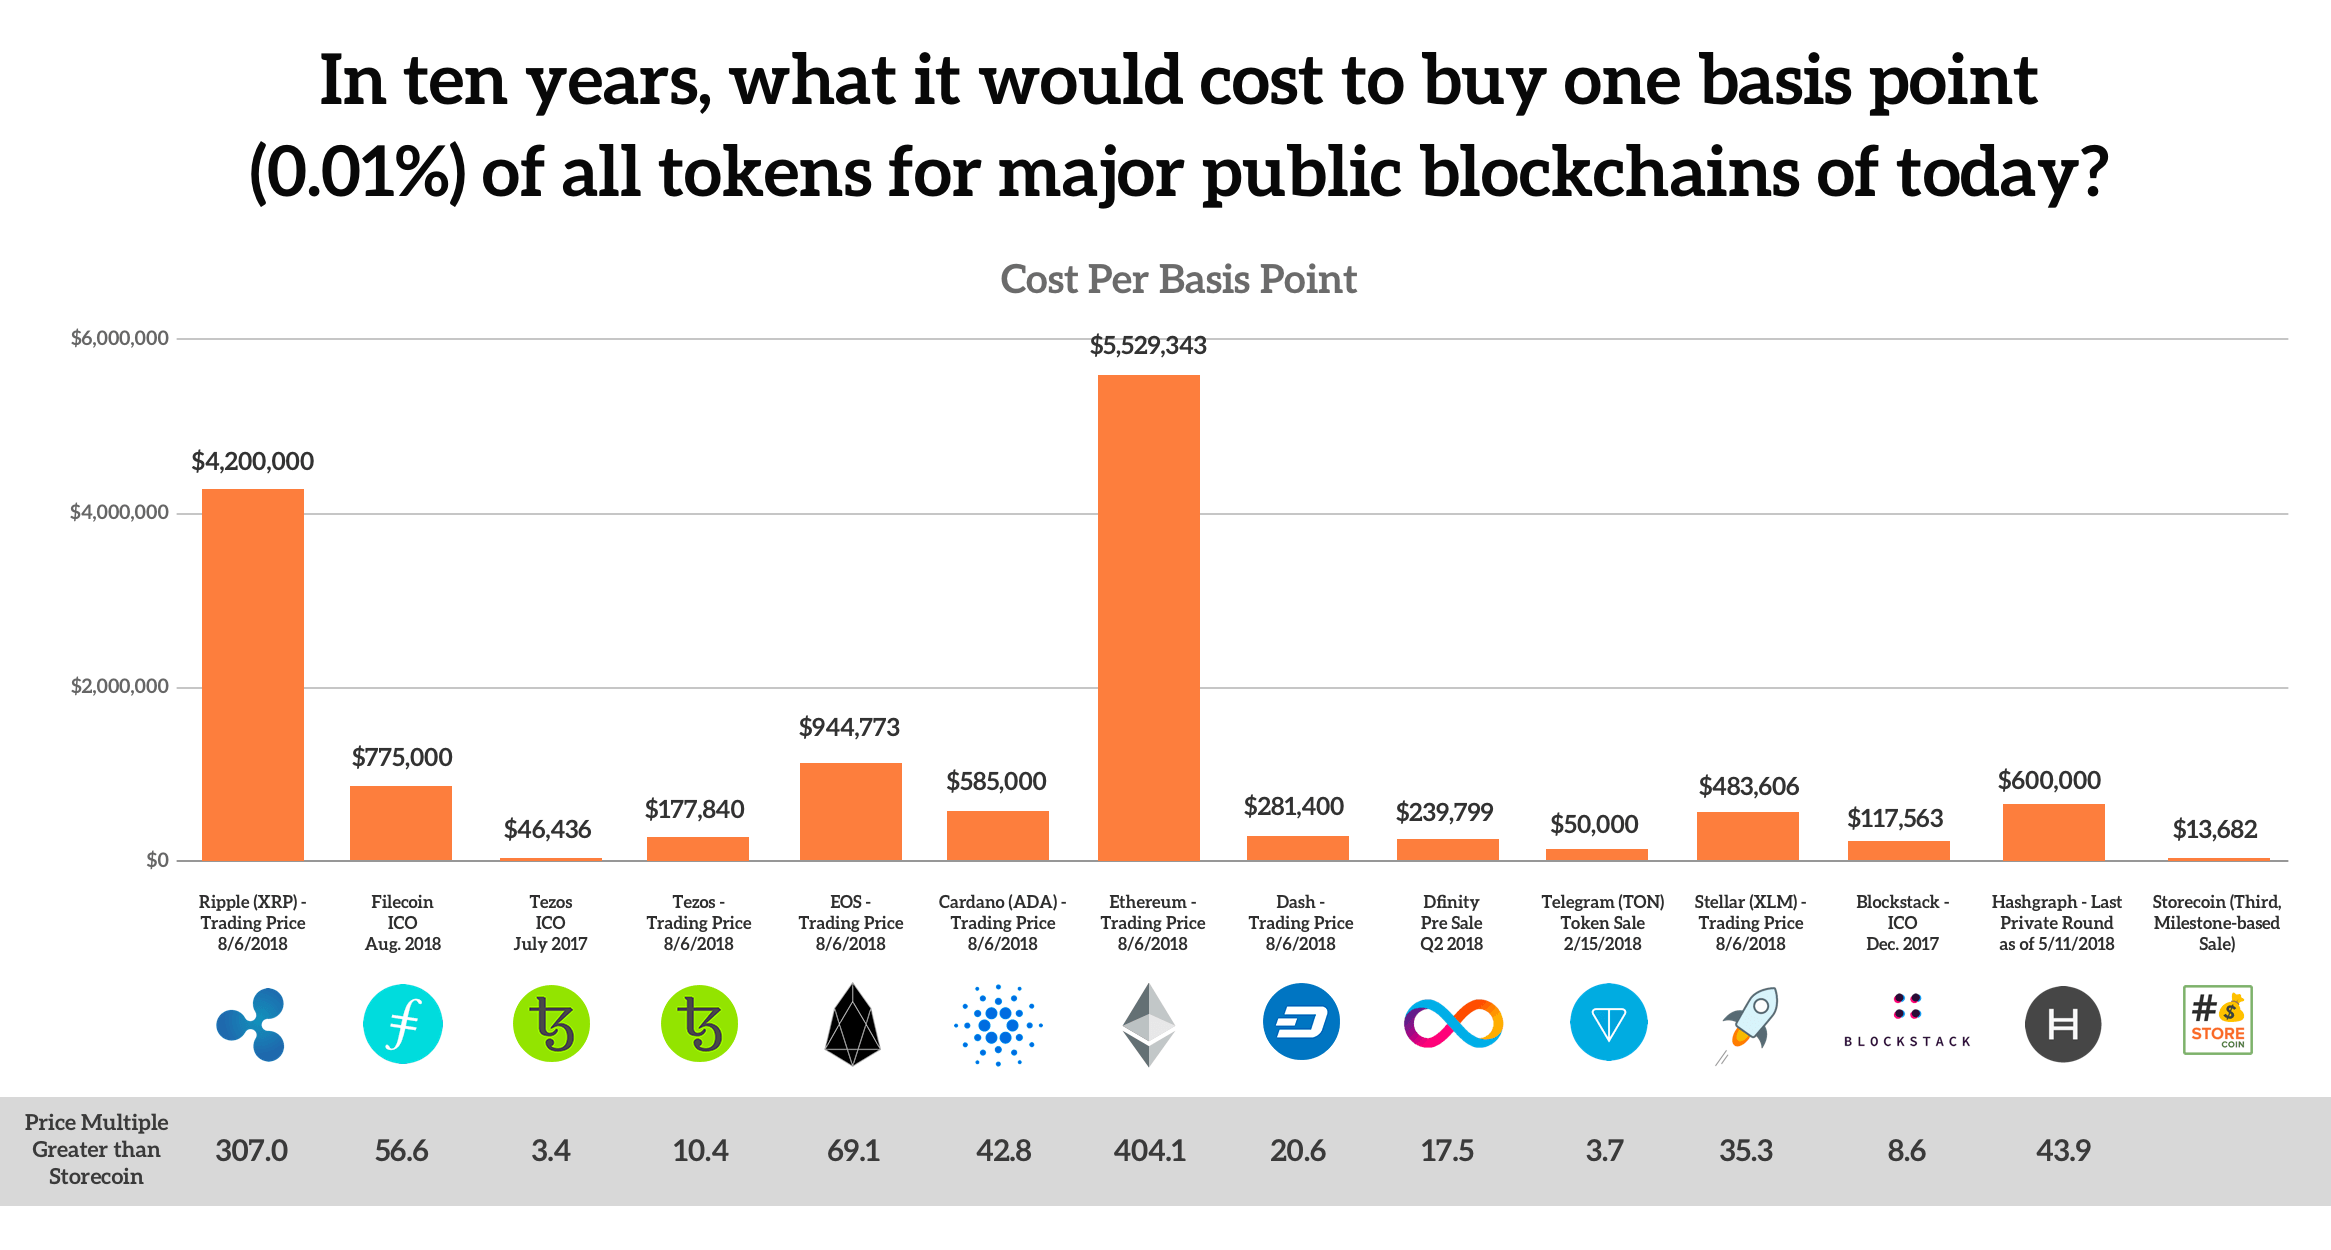 In ten years, what it would cost to buy one basis point
(0.01%) of all tokens for major public blockchains of today?
Cost Per Basis Point
$6,000,000
$4,000,000
$2,000,000
$0
$4,200,000
$775,000
$46,436
$177,840
$944,773
$585,000
$5,529,343
$281,400
$239,799
$50,000
$483,606
$117,563
$600,000
$13,682
Ripple (XRP) -
Trading Price
8/6/2018
Filecoin
ICO
Aug. 2018
Tezos
ICO
July 2017
Tezos -
Trading Price
8/6/2018
EOS -
Trading Price
8/6/2018
Cardano (ADA) -
Trading Price
8/6/2018
Ethereum -
Trading Price
8/6/2018
Dash -
Trading Price
8/6/2018
Dfinity
Pre Sale
Q2 2018
Telegram (TON)
Token Sale
2/15/2018
Stellar (XLM) -
Trading Price
8/6/2018
Blockstack -
ICO
Dec. 2017
Hashgraph - Last
Private Round
as of 5/11/2018
Storecoin (Third,
Milestone-based
Sale)
BLOCKSTACK
#$
STORE
COIN
Price Multiple
Greater than
Storecoin
307.0
56.6
3.4
10.4
69.1
42.8
404.1
20.6
17.5
3.7
35.3
8.6
43.9